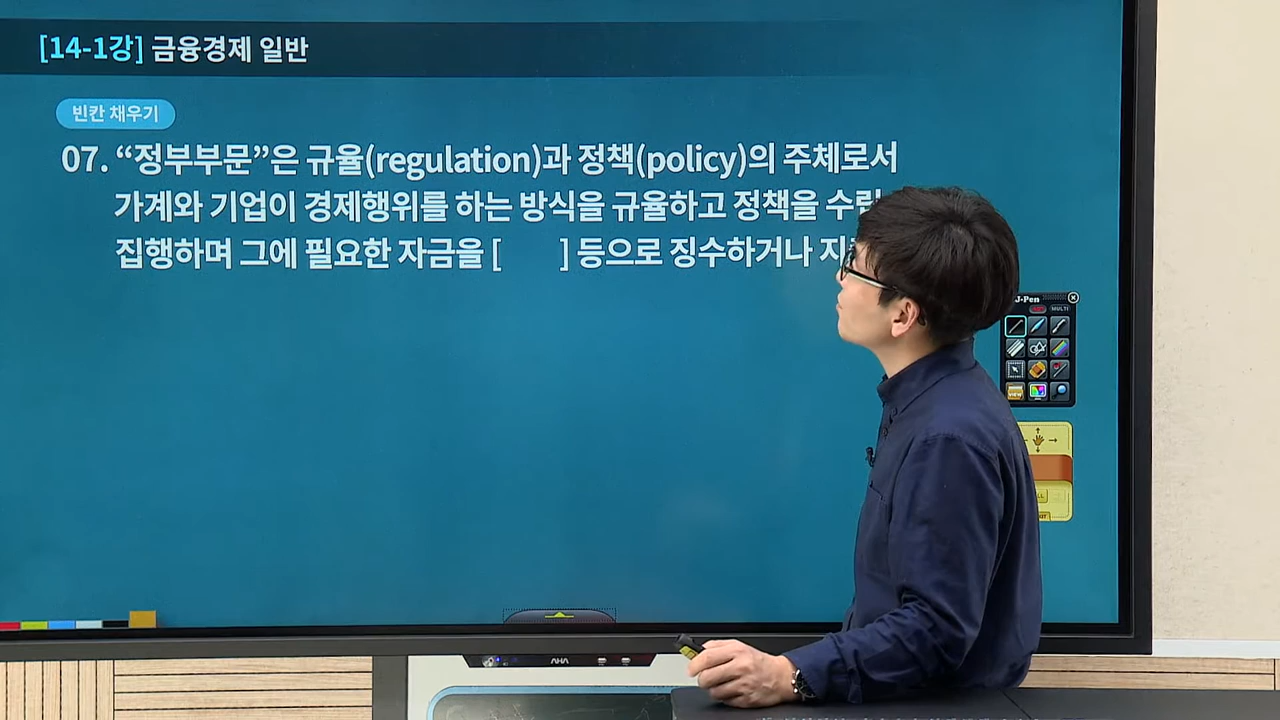 [14-1강] 금융경제 일반
빈칸 채우기
07. “정부부문”은 규율(regulation)과 정책(policy)의 주체로서
가계와 기업이 경제행위를 하는 방식을 규율하고 정책을
집행하며 그에 필요한 자금을 [ ] 등으로 징수하거나
J-Pen
MULTI
VIEW
AHA